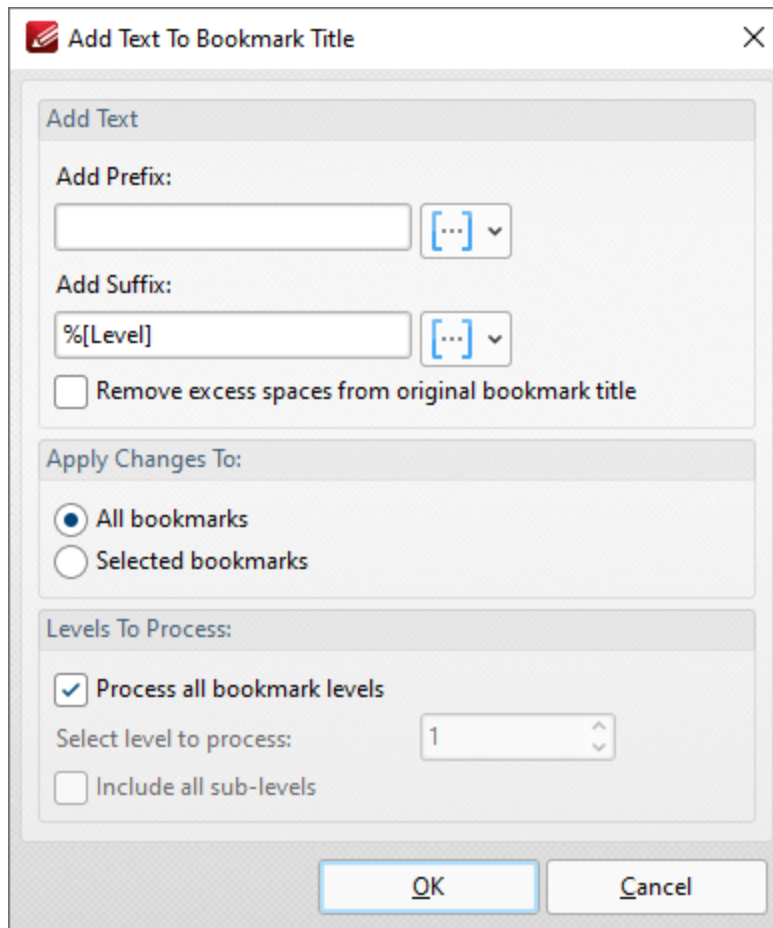 Add Text To Bookmark Title
Add Text
Add Prefix:
Add Suffix:
%[Level]
Remove excess spaces from original bookmark title
Apply Changes To:
All bookmarks
Selected bookmarks
Levels To Process:
Process all bookmark levels
Select level to process: 1
Include all sub-levels
OK Cancel